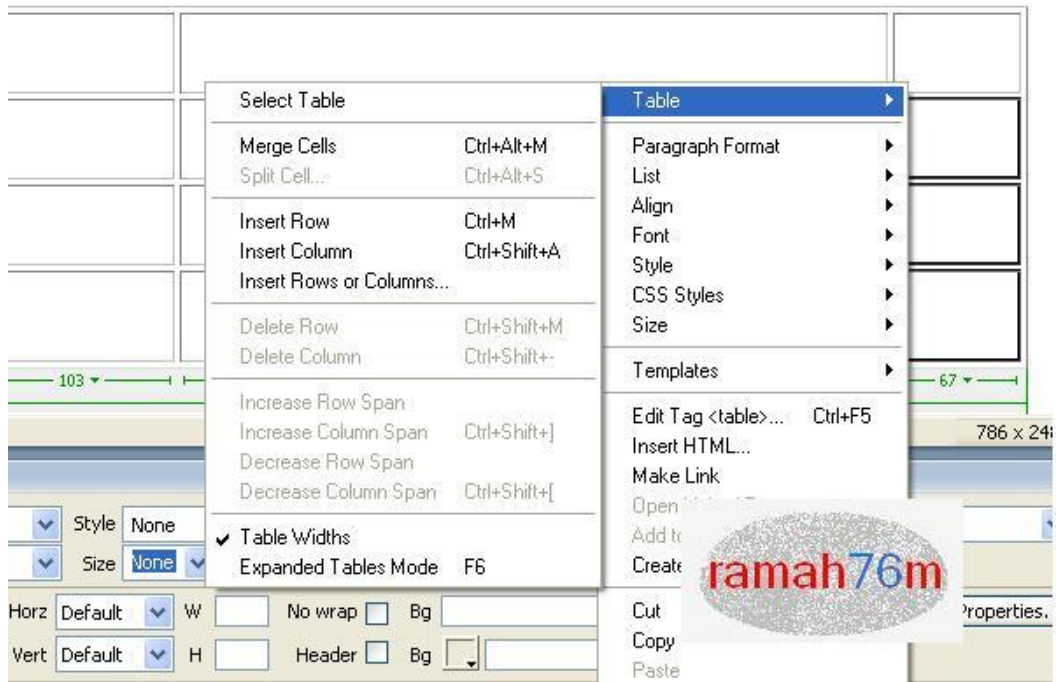 Select Table
Merge Cells Ctrl+Alt+M
Split Cell... Ctrl+Alt+S
Insert Row Ctrl+M
Insert Column Ctrl+Shift+A
Insert Rows or Columns...
Delete Row Ctrl+Shift+M
Delete Column Ctrl+Shift+-
Increase Row Span
Increase Column Span Ctrl+Shift+]
Decrease Row Span
Decrease Column Span Ctrl+Shift+[
Table Widths
Expanded Tables Mode F6
Table
Paragraph Format
List
Align
Font
Style
CSS Styles
Size
Templates
Edit Tag <table>... Ctrl+F5
Insert HTML...
Make Link
Open
Add to
Create
Cut
Copy
Paste
ramah76m
103
67
786 x 248
Style None
Size None
Horz Default W No wrap Bg
Vert Default H Header Bg
Properties.